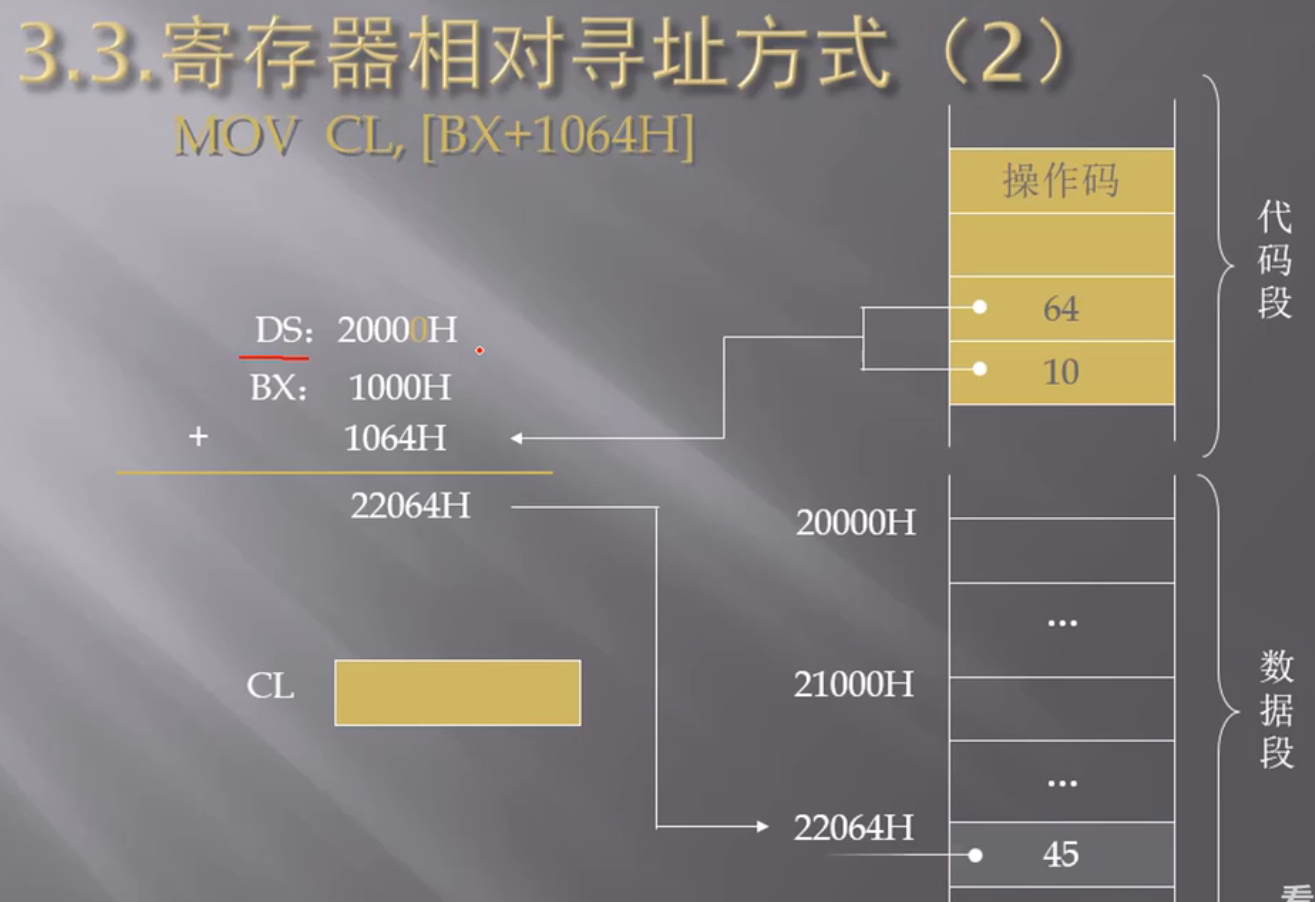 3.3.寄存器相对寻址方式（2）
MOV CL, [BX+1064H]
操作码
64
10
代码段
DS: 20000H
BX: 1000H
+ 1064H
22064H
CL
20000H
...
21000H
...
22064H
45
数据段
看